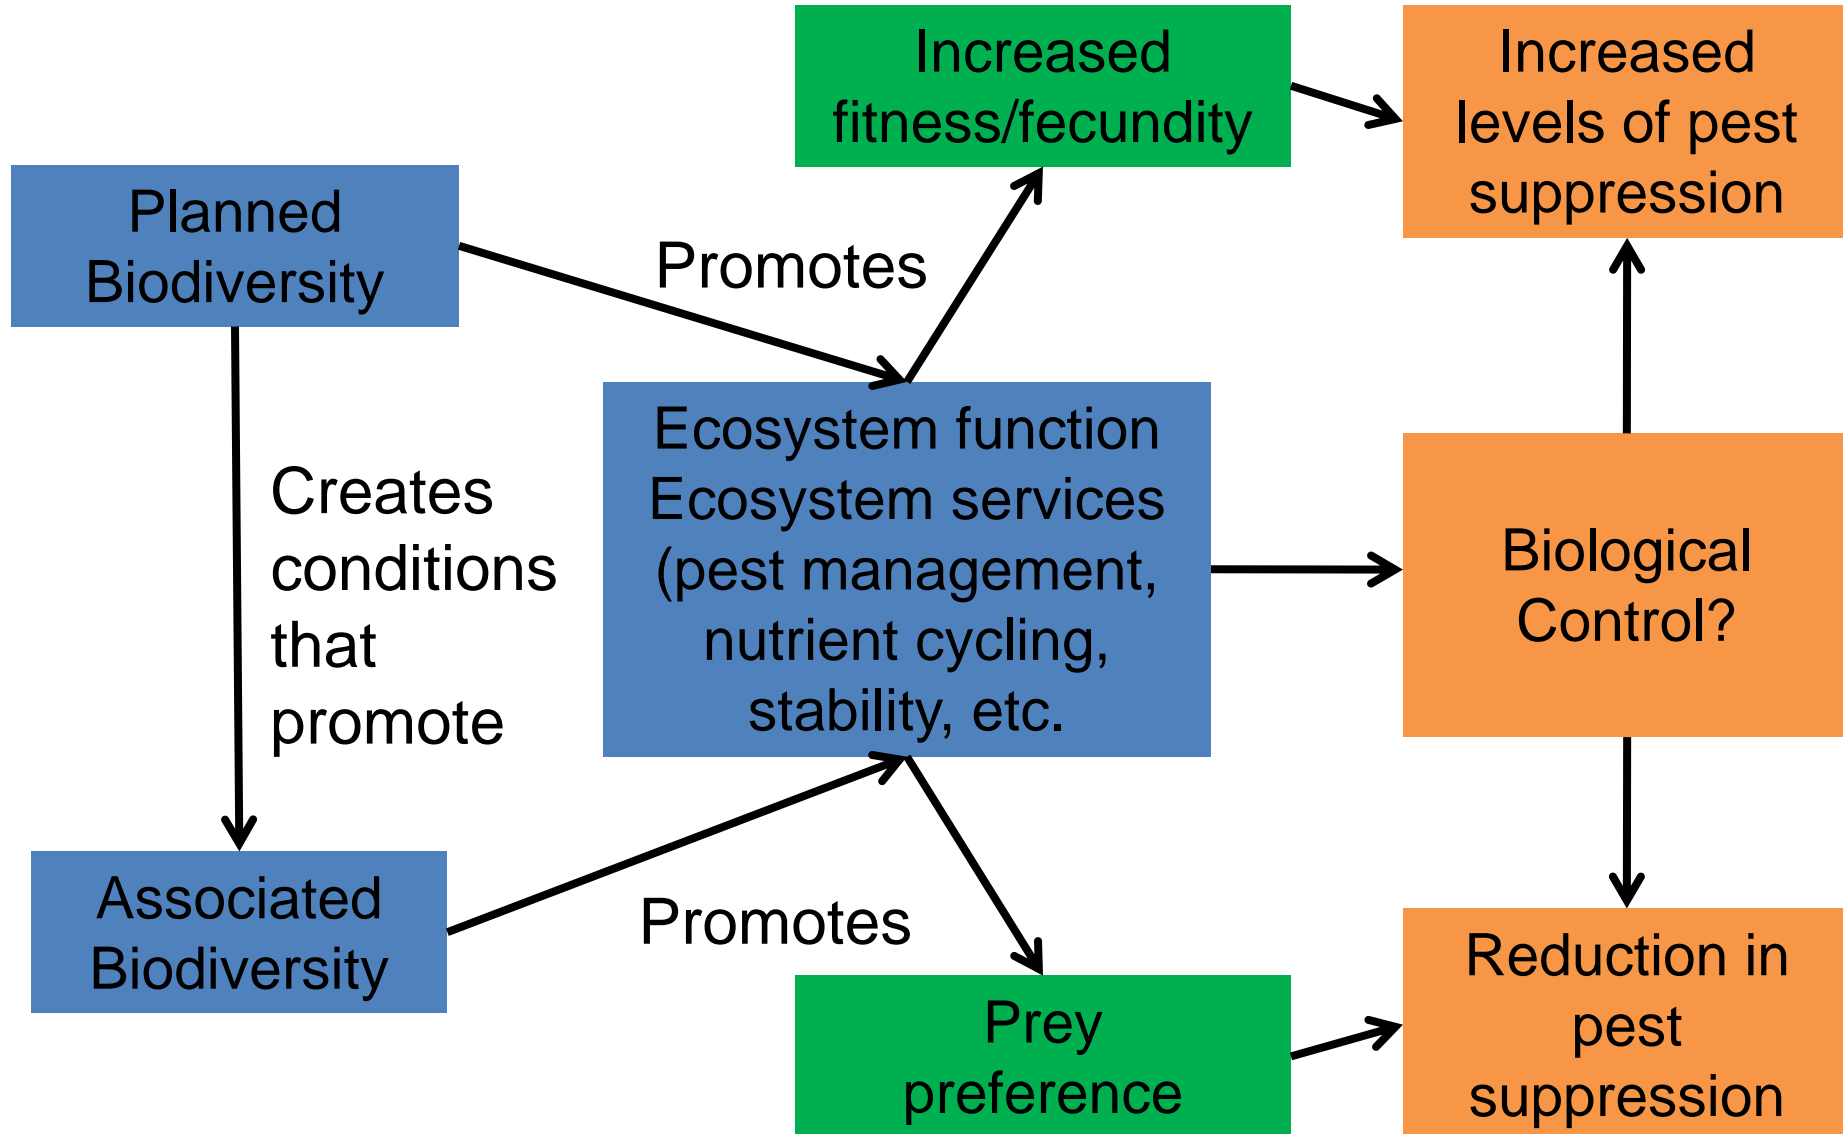 Increased
fitness/fecundity
Increased
levels of pest
suppression
Planned
Biodiversity
Promotes
Creates
conditions
that
promote
Ecosystem function
Ecosystem services
(pest management,
nutrient cycling,
stability, etc.
Biological
Control?
Associated
Biodiversity
Promotes
Prey
preference
Reduction in
pest
suppression